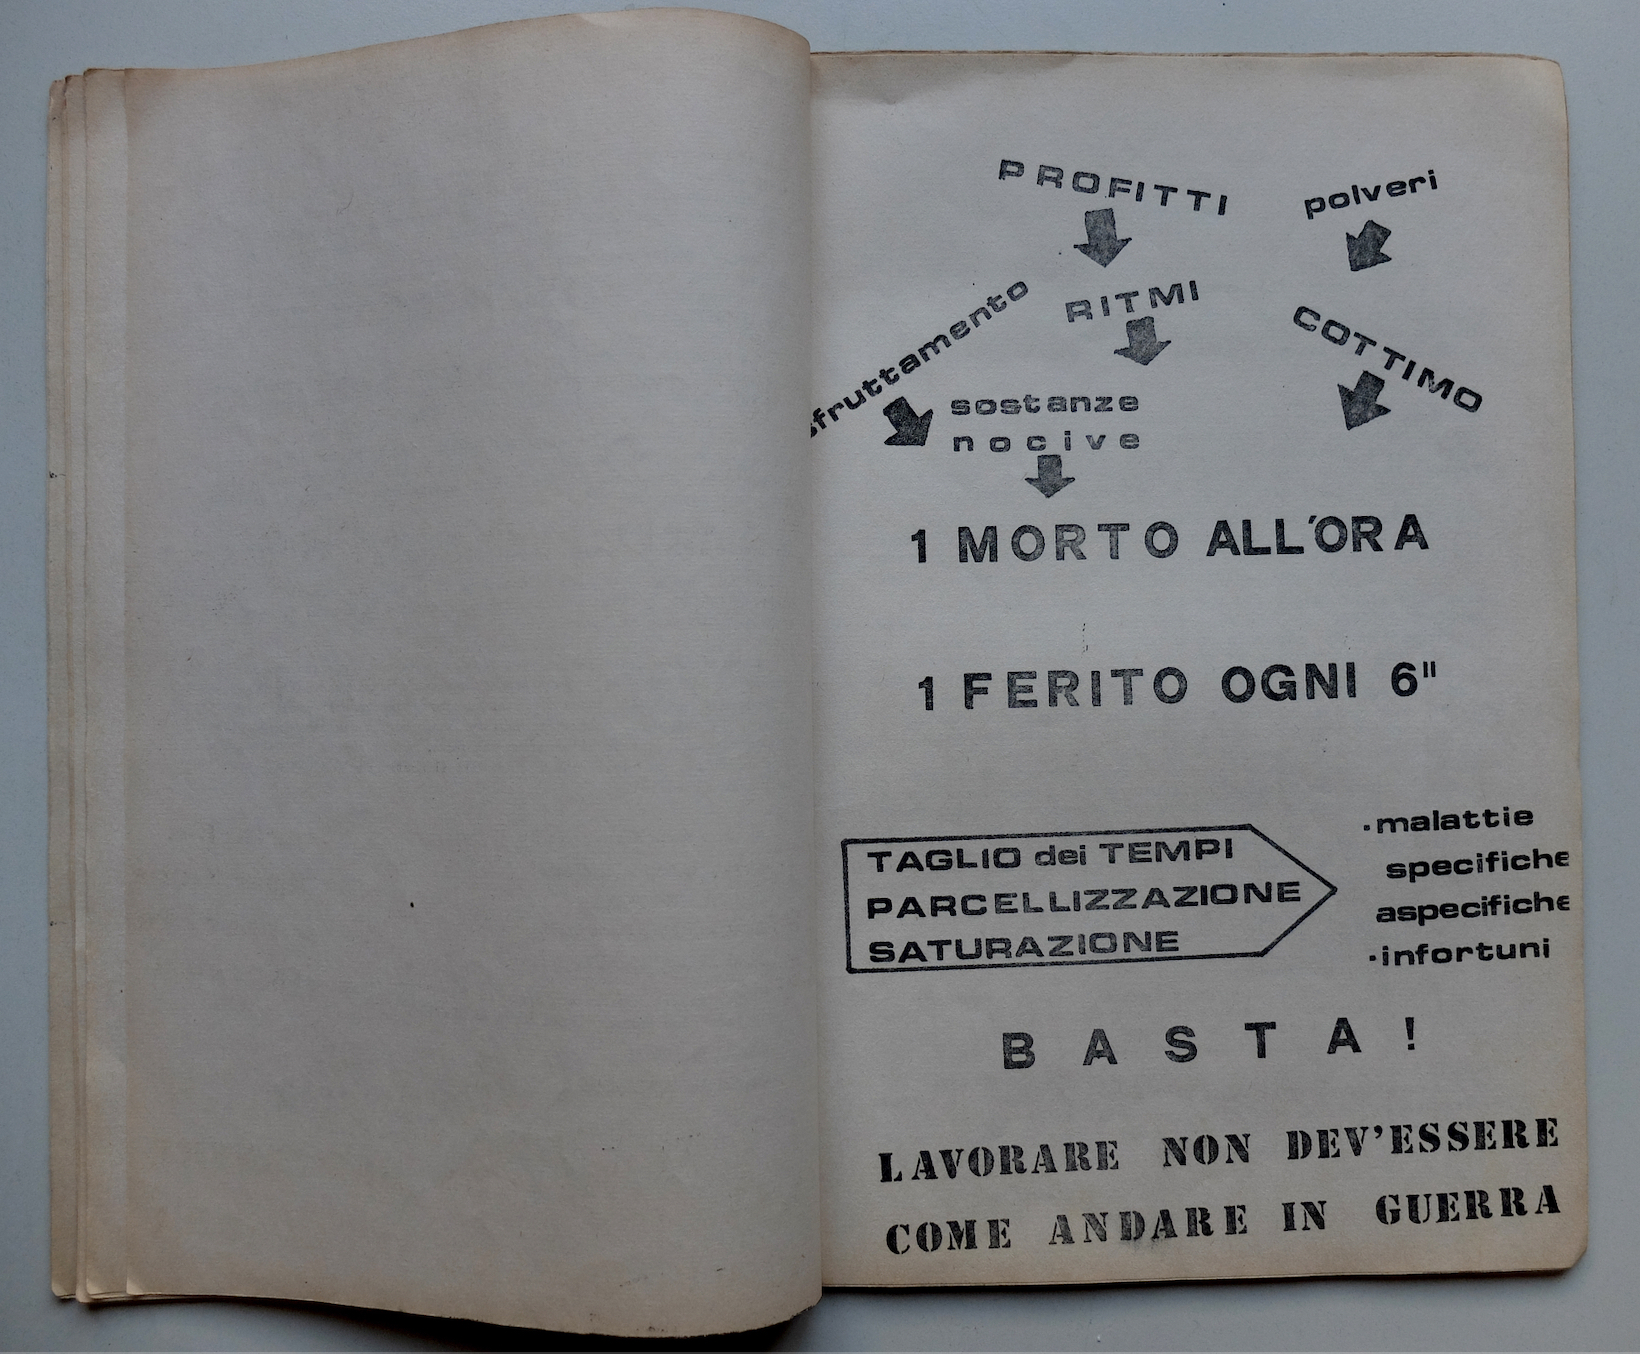 PROFITTI
polveri
sfruttamento
RITMI
COTTIMO
sostanze
nocive
1 MORTO ALL'ORA
1 FERITO OGNI 6"
TAGLIO dei TEMPI
PARCELLIZZAZIONE
SATURAZIONE
·malattie
specifiche
aspecifiche
·infortuni
BASTA!
LAVORARE NON DEV'ESSERE
COME ANDARE IN GUERRA